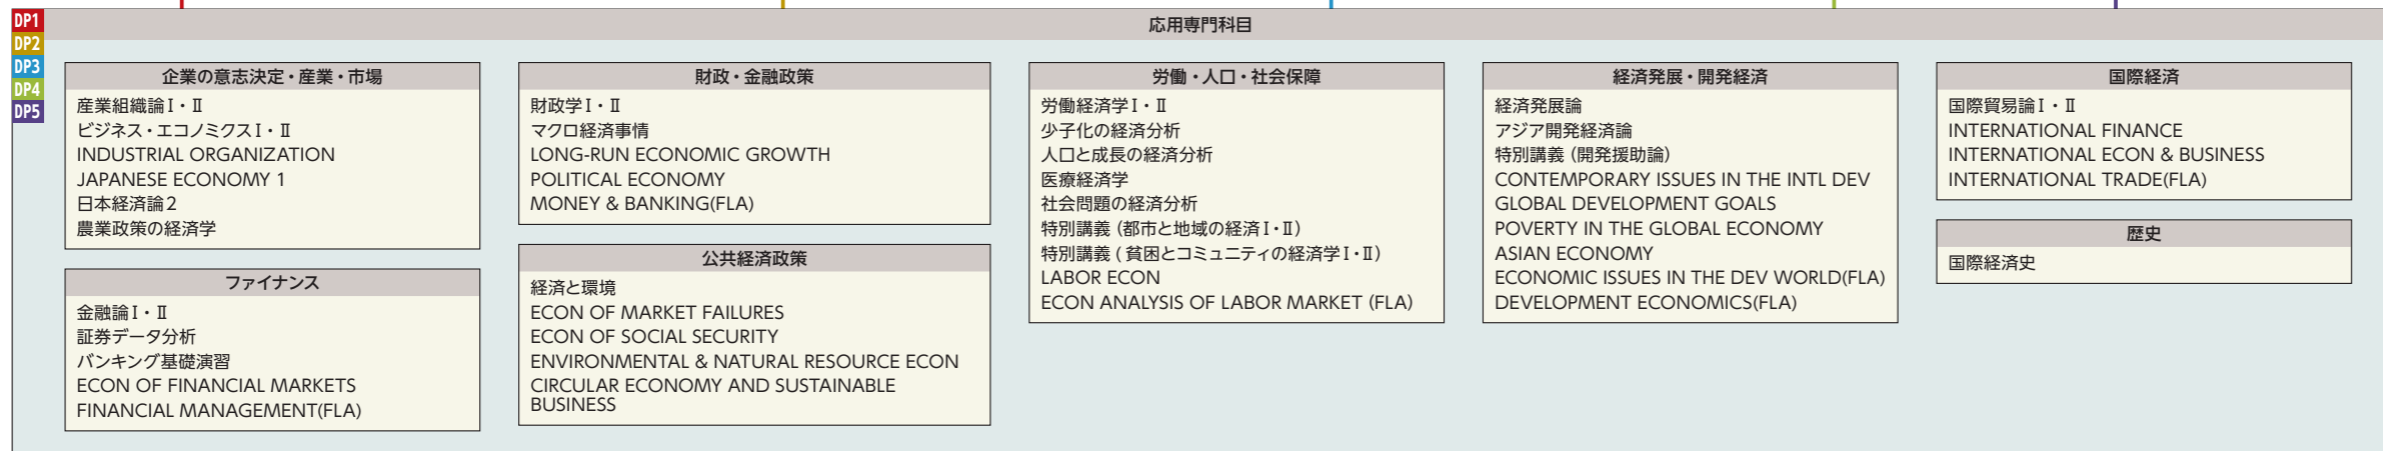 DP1
DP2
DP3
DP4
DP5
応用専門科目
企業の意志決定・産業・市場
産業組織論Ⅰ・Ⅱ
ビジネス・エコノミクスⅠ・Ⅱ
INDUSTRIAL ORGANIZATION
JAPANESE ECONOMY 1
日本経済論2
農業政策の経済学
ファイナンス
金融論Ⅰ・Ⅱ
証券データ分析
バンキング基礎演習
ECON OF FINANCIAL MARKETS
FINANCIAL MANAGEMENT(FLA)
財政・金融政策
財政学Ⅰ・Ⅱ
マクロ経済事情
LONG-RUN ECONOMIC GROWTH
POLITICAL ECONOMY
MONEY & BANKING(FLA)
公共経済政策
経済と環境
ECON OF MARKET FAILURES
ECON OF SOCIAL SECURITY
ENVIRONMENTAL & NATURAL RESOURCE ECON
CIRCULAR ECONOMY AND SUSTAINABLE
BUSINESS
労働・人口・社会保障
労働経済学Ⅰ・Ⅱ
少子化の経済分析
人口と成長の経済分析
医療経済学
社会問題の経済分析
特別講義（都市と地域の経済Ⅰ・Ⅱ）
特別講義（貧困とコミュニティの経済学Ⅰ・Ⅱ）
LABOR ECON
ECON ANALYSIS OF LABOR MARKET (FLA)
経済発展・開発経済
経済発展論
アジア開発経済論
特別講義（開発援助論）
CONTEMPORARY ISSUES IN THE INTL DEV
GLOBAL DEVELOPMENT GOALS
POVERTY IN THE GLOBAL ECONOMY
ASIAN ECONOMY
ECONOMIC ISSUES IN THE DEV WORLD(FLA)
DEVELOPMENT ECONOMICS(FLA)
国際経済
国際貿易論Ⅰ・Ⅱ
INTERNATIONAL FINANCE
INTERNATIONAL ECON & BUSINESS
INTERNATIONAL TRADE(FLA)
歴史
国際経済史